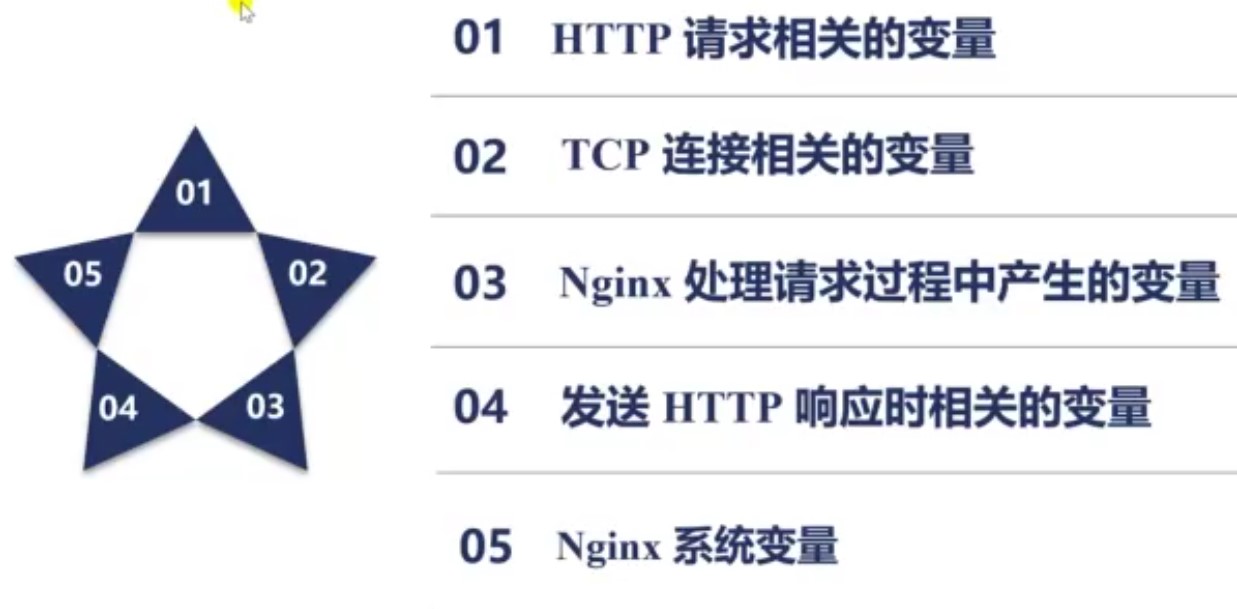 01 HTTP 请求相关的变量
02 TCP 连接相关的变量
03 Nginx 处理请求过程中产生的变量
04 发送 HTTP 响应时相关的变量
05 Nginx 系统变量
01
05
02
04
03